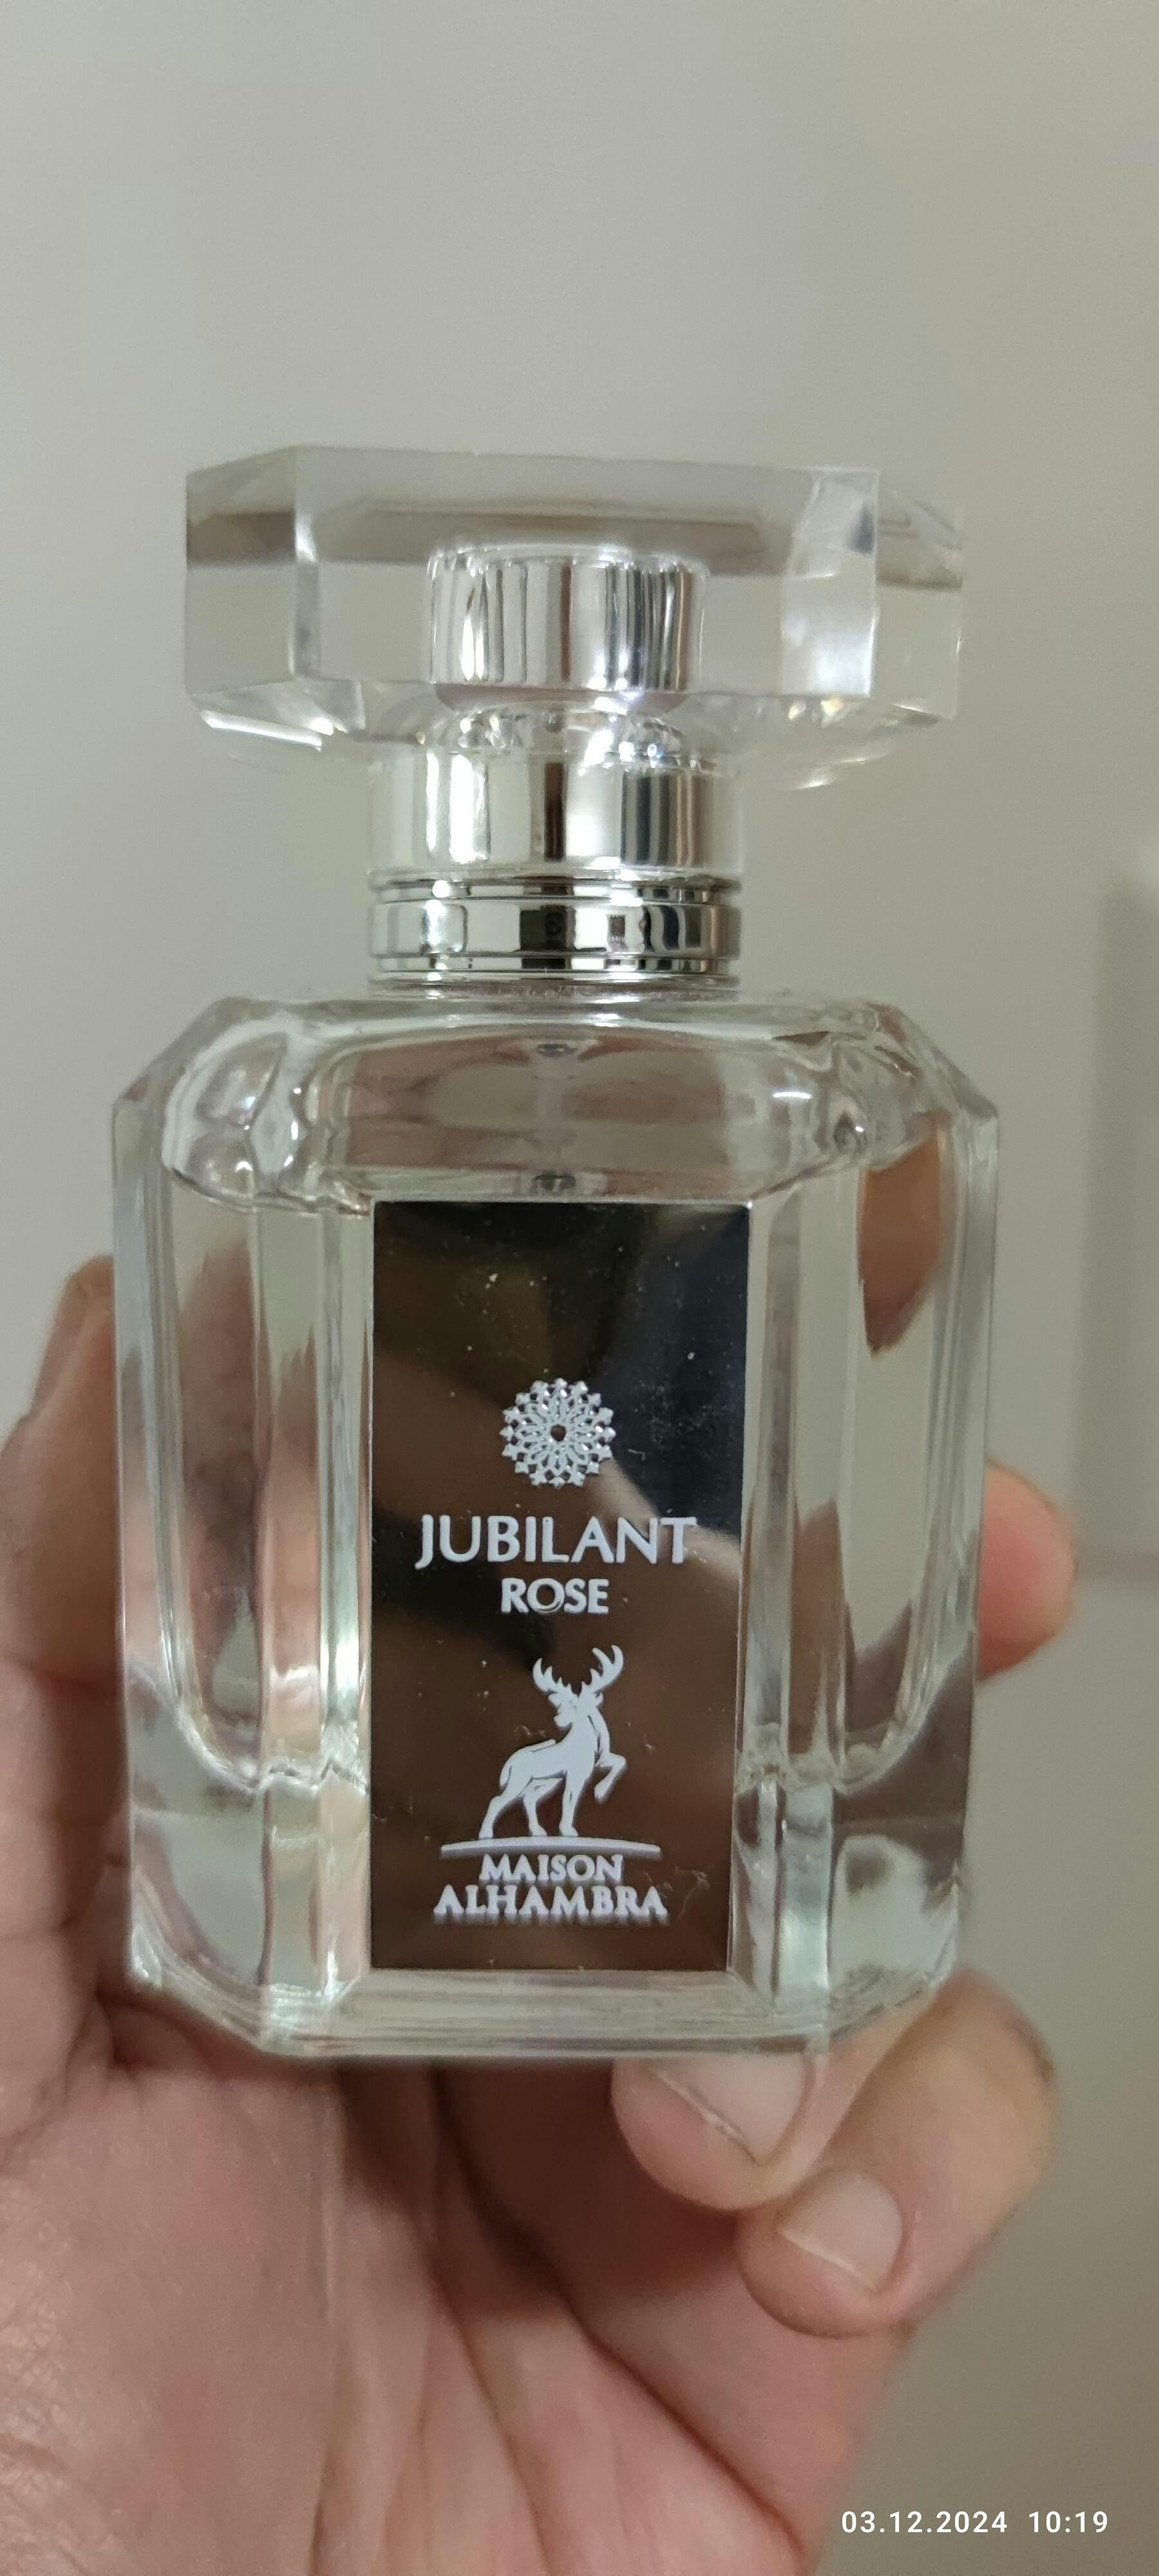 JUBILANT
ROSE
MAISON
ALHAMBRA
03.12.2024 10:19